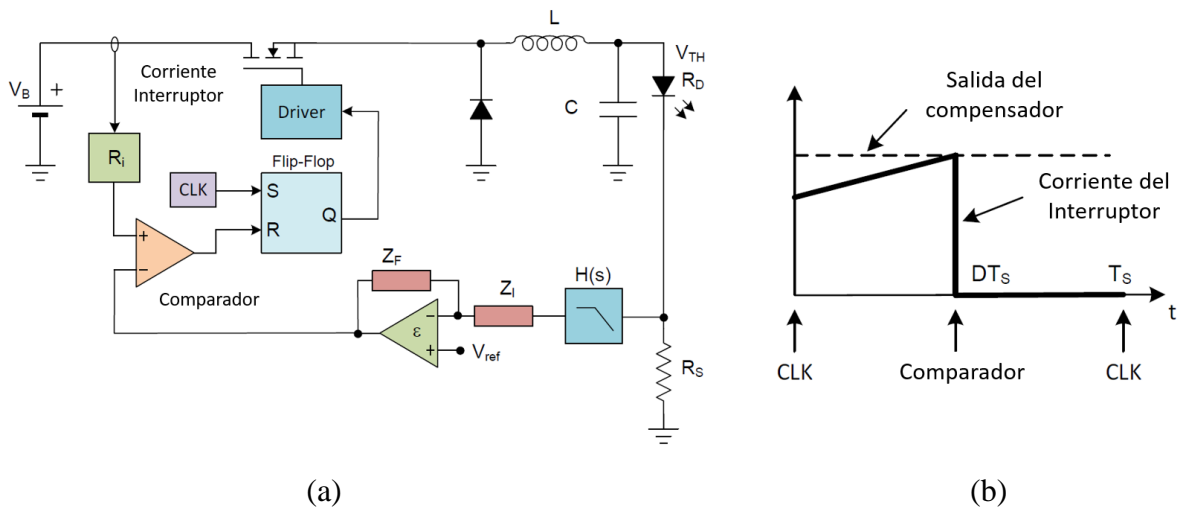 L
V_TH
R_D
Corriente
Interruptor
V_B +
Driver
C
R_i
Flip-Flop
CLK
S
Q
R
+
−
Comparador
Z_F
Z_I
H(s)
−
ε
+
V_ref
R_S
(a)
Salida del
compensador
Corriente del
Interruptor
DT_S
T_S
t
CLK
Comparador
CLK
(b)